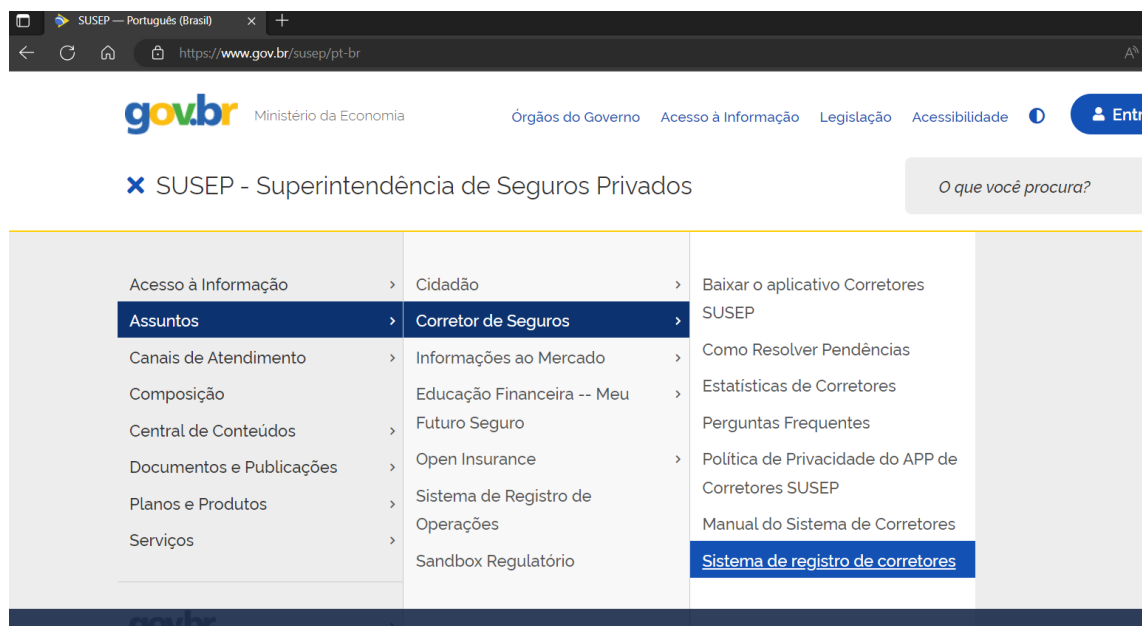 SUSEP — Português (Brasil)
https://www.gov.br/susep/pt-br
gov.br
Ministério da Economia
Órgãos do Governo
Acesso à Informação
Legislação
Acessibilidade
Entr
SUSEP - Superintendência de Seguros Privados
O que você procura?
Acesso à Informação
Assuntos
Canais de Atendimento
Composição
Central de Conteúdos
Documentos e Publicações
Planos e Produtos
Serviços
Cidadão
Corretor de Seguros
Informações ao Mercado
Educação Financeira -- Meu
Futuro Seguro
Open Insurance
Sistema de Registro de
Operações
Sandbox Regulatório
Baixar o aplicativo Corretores
SUSEP
Como Resolver Pendências
Estatísticas de Corretores
Perguntas Frequentes
Política de Privacidade do APP de
Corretores SUSEP
Manual do Sistema de Corretores
Sistema de registro de corretores
gov.br